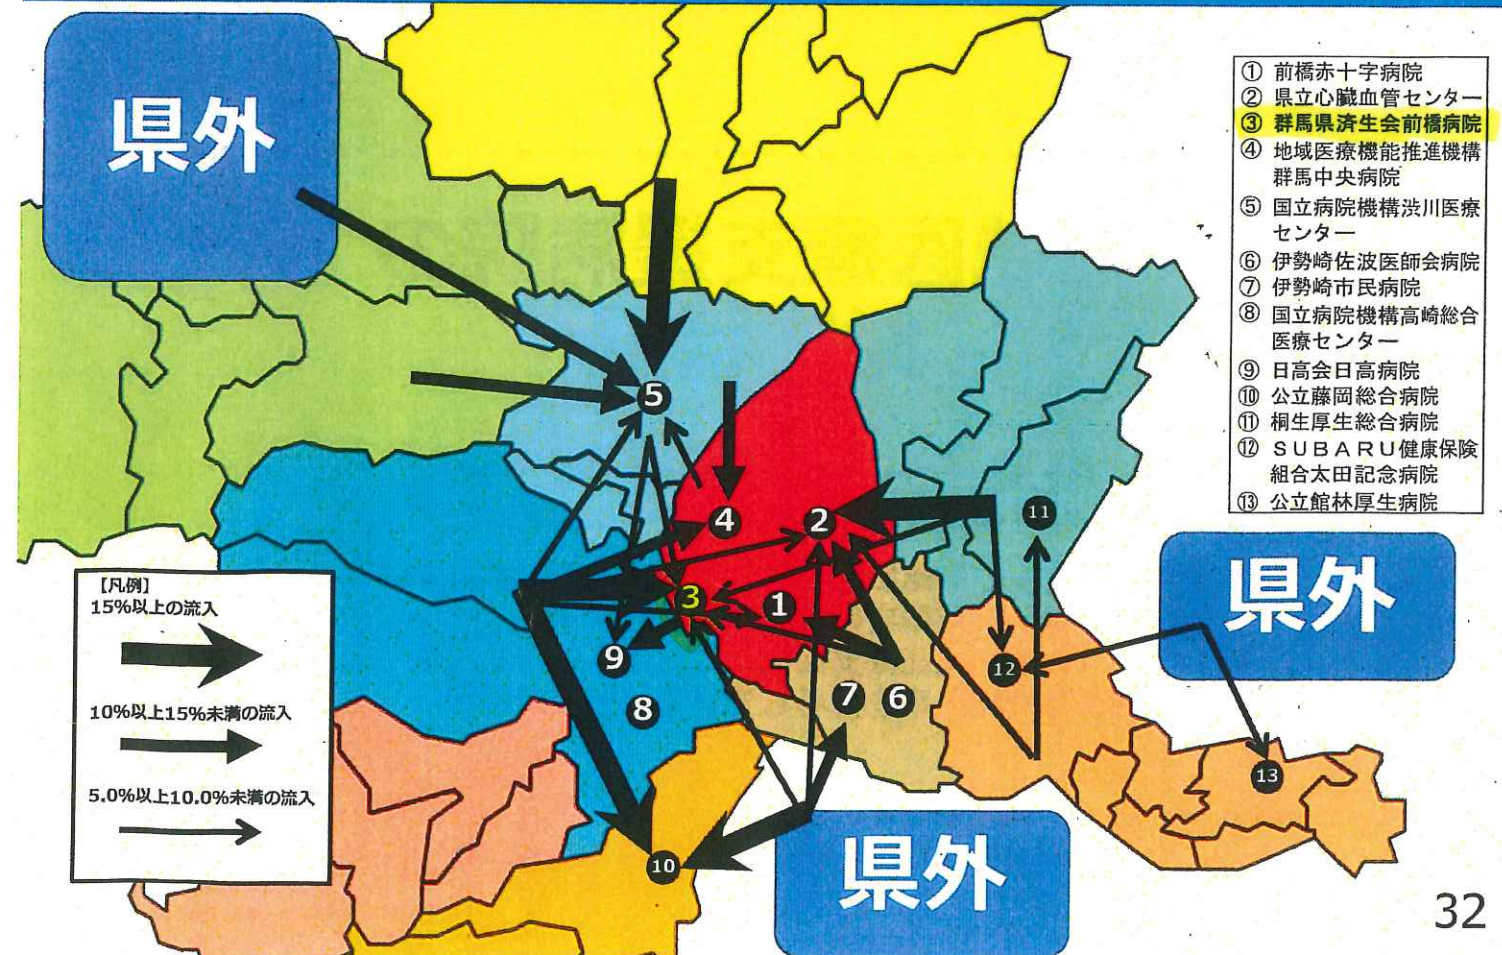 県外
① 前橋赤十字病院
② 県立心臓血管センター
③ 群馬県済生会前橋病院
④ 地域医療機能推進機構
群馬中央病院
⑤ 国立病院機構渋川医療
センター
⑥ 伊勢崎佐波医師会病院
⑦ 伊勢崎市民病院
⑧ 国立病院機構高崎総合
医療センター
⑨ 日高会日高病院
⑩ 公立藤岡総合病院
⑪ 桐生厚生総合病院
⑫ SUBARU健康保険
組合太田記念病院
⑬ 公立館林厚生病院
5
4
2
11
3
1
9
12
7
6
8
13
10
県外
【凡例】
15%以上の流入
10%以上15%未満の流入
5.0%以上10.0%未満の流入
県外
32